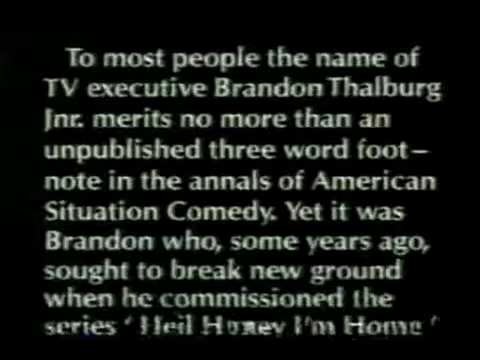 To most people the name of
TV executive Brandon Thalburg
Jnr. merits no more than an
unpublished three word foot–
note in the annals of American
Situation Comedy. Yet it was
Brandon who, some years ago,
sought to break new ground
when he commissioned the
series ‘ Heil Honey I'm Home ’